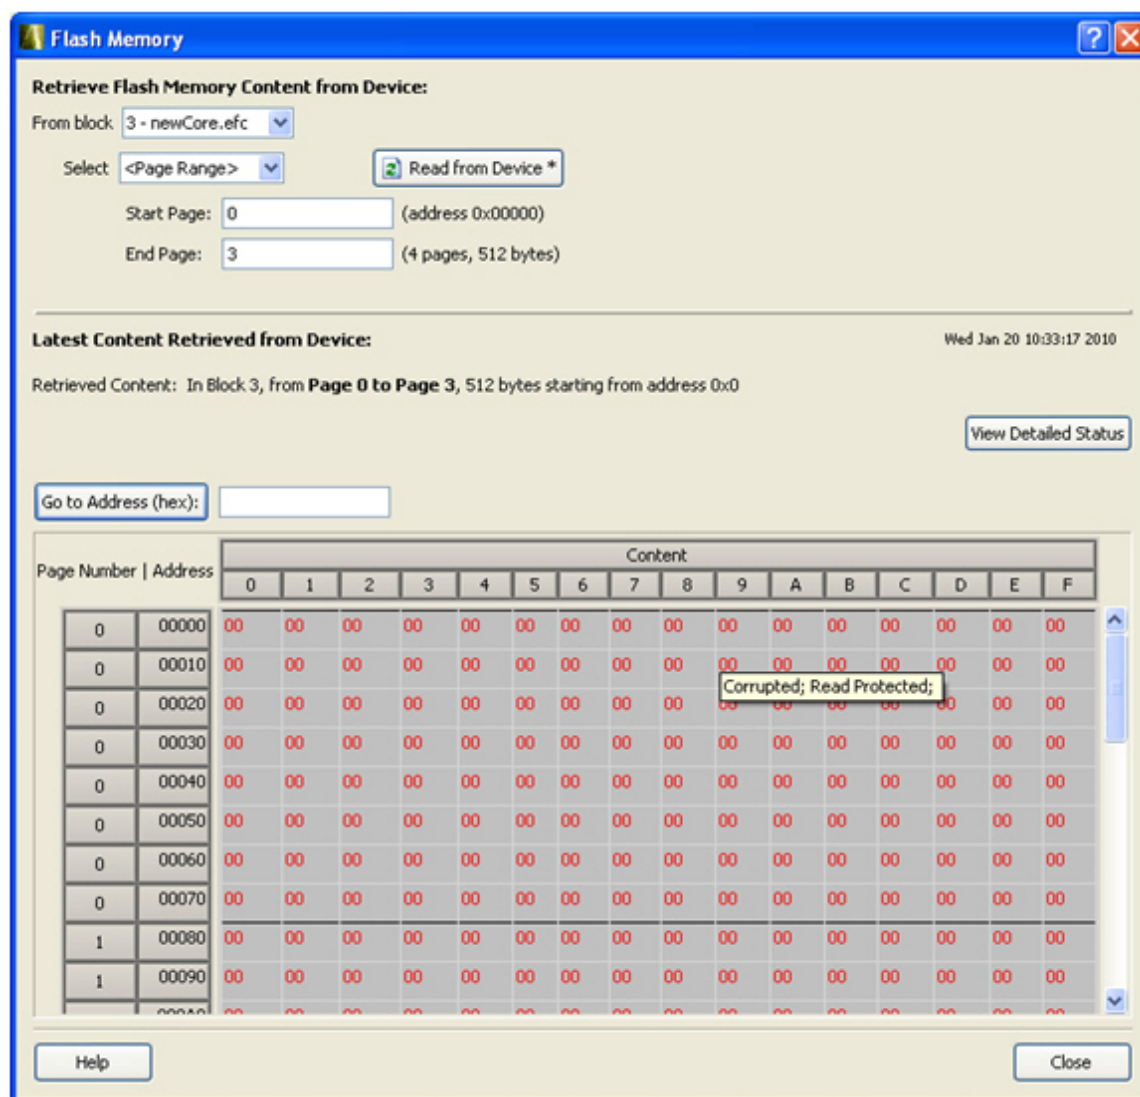 Flash Memory
Retrieve Flash Memory Content from Device:
From block 3 - newCore.efc
Select <Page Range> Read from Device *
Start Page: 0 (address 0x00000)
End Page: 3 (4 pages, 512 bytes)
Latest Content Retrieved from Device: Wed Jan 20 10:33:17 2010
Retrieved Content: In Block 3, from Page 0 to Page 3, 512 bytes starting from address 0x0
View Detailed Status
Go to Address (hex):
Content
Page Number | Address
0 1 2 3 4 5 6 7 8 9 A B C D E F
0 00000 00 00 00 00 00 00 00 00 00 00 00 00 00 00 00 00
0 00010 00 00 00 00 00 00 00 00 00 00 00 00 00 00 00 00
Corrupted; Read Protected;
0 00020 00 00 00 00 00 00 00 00 00 00 00 00 00 00 00 00
0 00030 00 00 00 00 00 00 00 00 00 00 00 00 00 00 00 00
0 00040 00 00 00 00 00 00 00 00 00 00 00 00 00 00 00 00
0 00050 00 00 00 00 00 00 00 00 00 00 00 00 00 00 00 00
0 00060 00 00 00 00 00 00 00 00 00 00 00 00 00 00 00 00
0 00070 00 00 00 00 00 00 00 00 00 00 00 00 00 00 00 00
1 00080 00 00 00 00 00 00 00 00 00 00 00 00 00 00 00 00
1 00090 00 00 00 00 00 00 00 00 00 00 00 00 00 00 00 00
Help Close